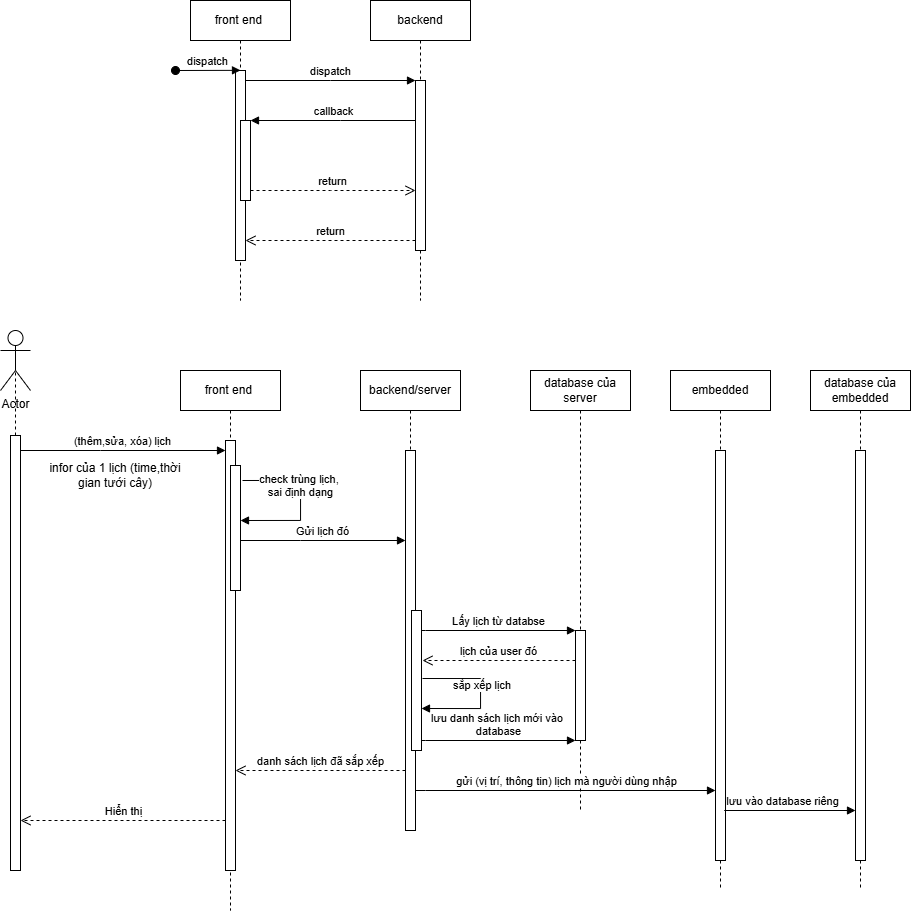 front end
backend
dispatch
dispatch
callback
return
return
Actor
front end
backend/server
database của
server
embedded
database của
embedded
(thêm,sửa, xóa) lịch
infor của 1 lịch (time,thời
gian tưới cây)
check trùng lịch,
sai định dạng
Gửi lịch đó
Lấy lịch từ databse
lịch của user đó
sắp xếp lịch
lưu danh sách lịch mới vào
database
danh sách lịch đã sắp xếp
gửi (vị trí, thông tin) lịch mà người dùng nhập
lưu vào database riêng
Hiển thị